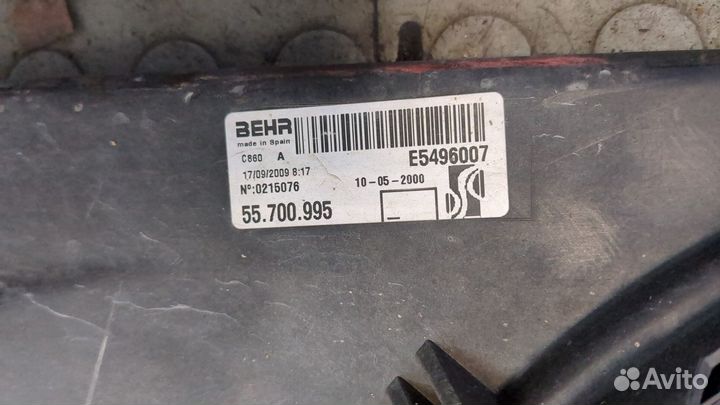 BEHR
made in Spain
C860 A
E5496007
17/09/2009 8:17
10-05-2000
Nº:0215076
55.700.995
Avito